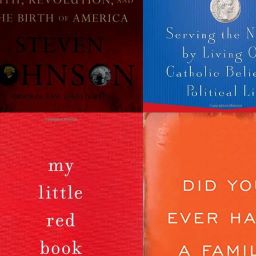 REVOLUTION, AND
THE BIRTH OF AMERICA
STEVEN
JOHNSON
Serving the N
by Living O
Catholic Belie
Political Li
my
little
red
book
DID YOU
EVER HA
A FAMIL